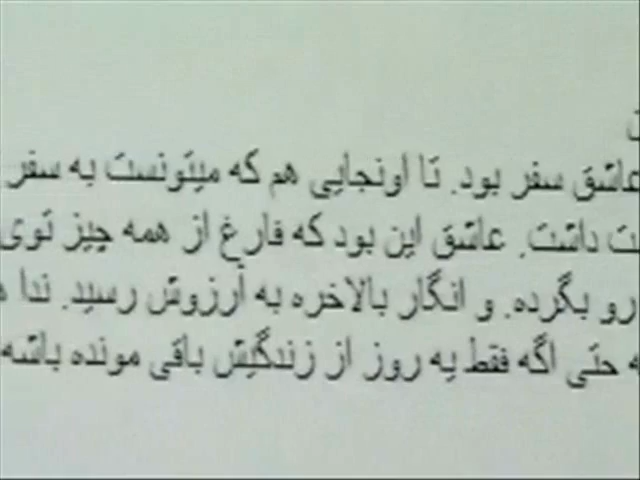 عاشق سفر بود. تا اونجایی هم که میتونست به سفر
داشت. عاشق این بود که فارغ از همه چیز توی
رو بگرده. و انگار بالاخره به آرزوش رسید. ندا
حتی اگه فقط یه روز از زندگیش باقی مونده باشه